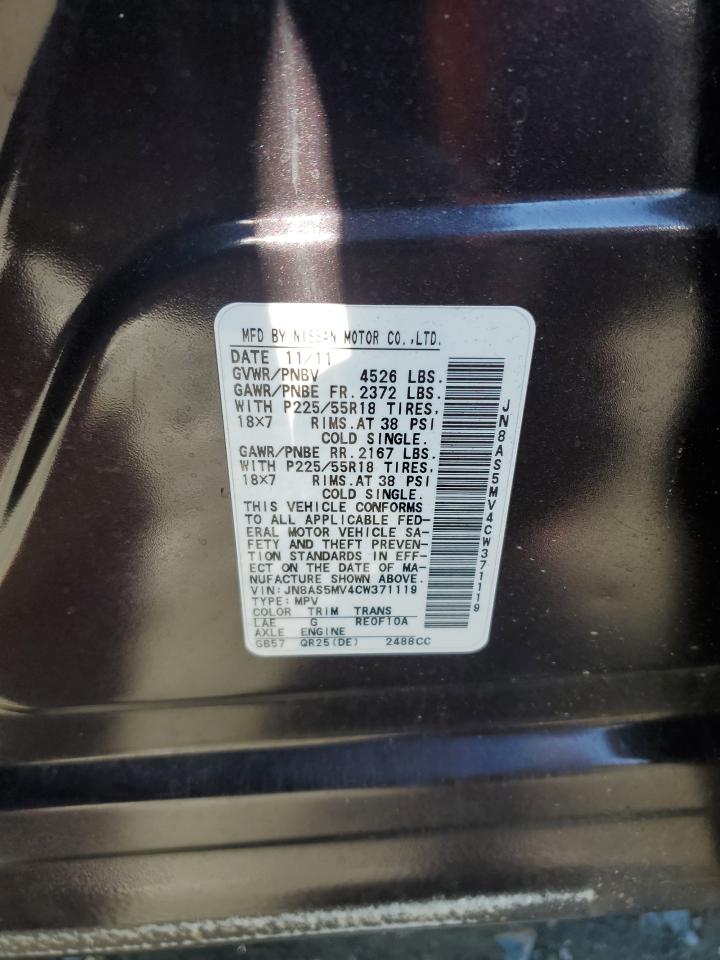 MFD BY NISSAN MOTOR CO.,LTD.
DATE 11/11
GVWR/PNBV 4526 LBS.
GAWR/PNBE FR. 2372 LBS.
WITH P225/55R18 TIRES,
18X7 RIMS.AT 38 PSI
COLD SINGLE.
GAWR/PNBE RR. 2167 LBS.
WITH P225/55R18 TIRES,
18X7 RIMS.AT 38 PSI
COLD SINGLE.
THIS VEHICLE CONFORMS
TO ALL APPLICABLE FED-
ERAL MOTOR VEHICLE SA-
FETY AND THEFT PREVEN-
TION STANDARDS IN EFF-
ECT ON THE DATE OF MA-
NUFACTURE SHOWN ABOVE.
VIN:JN8AS5MV4CW371119
TYPE:MPV
COLOR TRIM TRANS
LAE G RE0F10A
AXLE ENGINE
GB57 QR25(DE) 2488CC
JN8AS5MV4CW371119